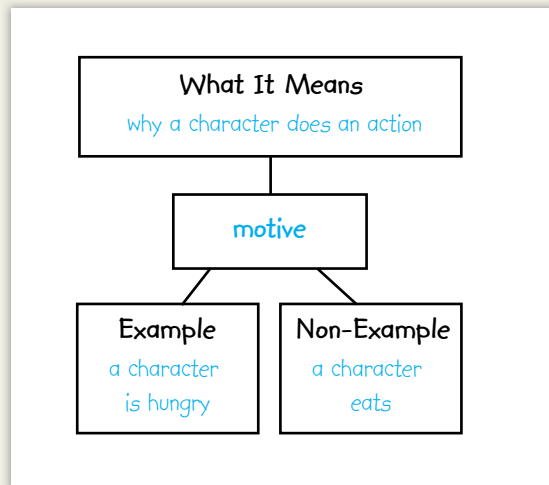 What It Means
why a character does an action
motive
Example
a character
is hungry
Non-Example
a character
eats